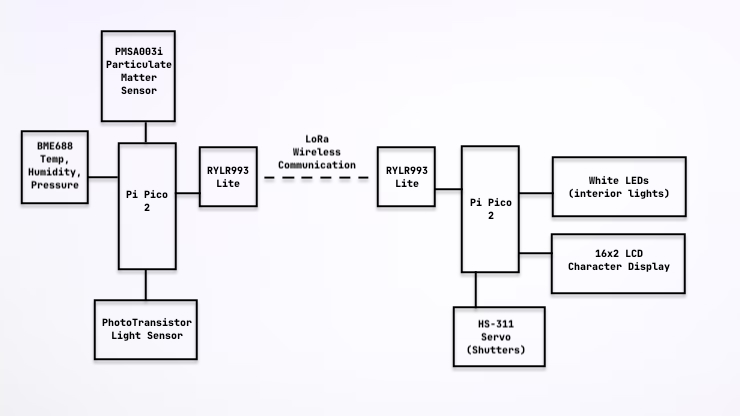 PMSA003i
Particulate
Matter
Sensor
BME688
Temp,
Humidity,
Pressure
Pi Pico
2
RYLR993
Lite
PhotoTransistor
Light Sensor
LoRa
Wireless
Communication
RYLR993
Lite
Pi Pico
2
White LEDs
(interior lights)
16x2 LCD
Character Display
HS-311
Servo
(Shutters)